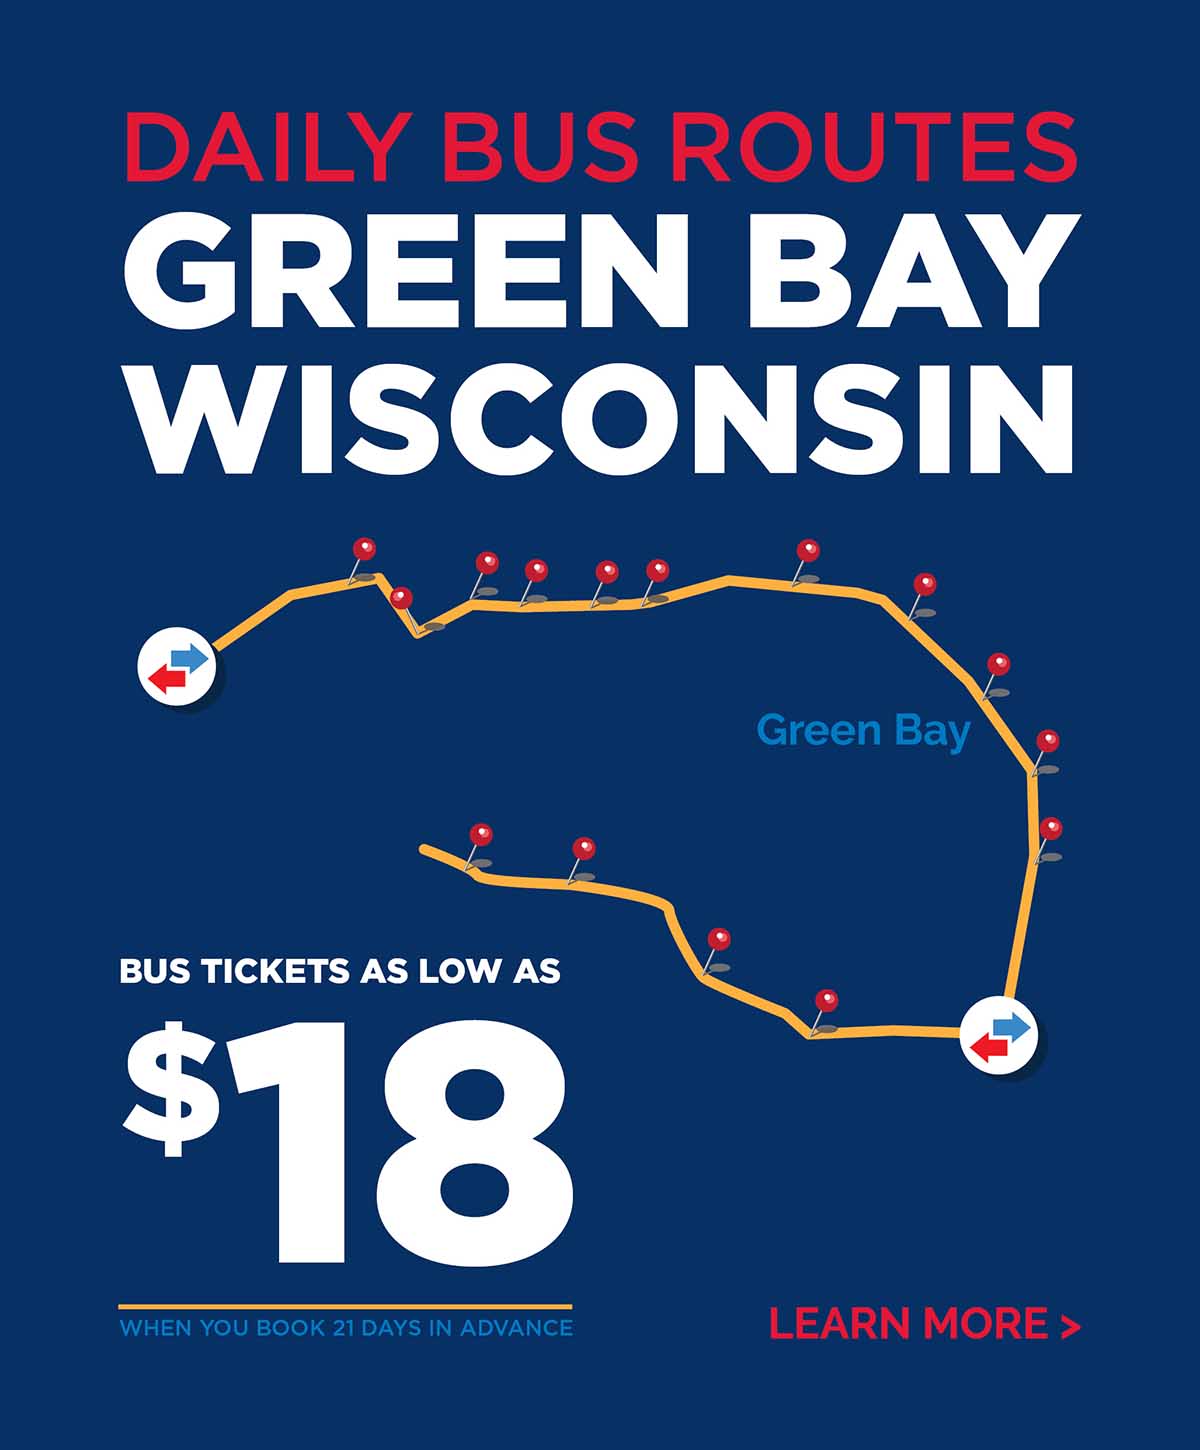 DAILY BUS ROUTES
GREEN BAY
WISCONSIN
Green Bay
BUS TICKETS AS LOW AS
$18
WHEN YOU BOOK 21 DAYS IN ADVANCE
LEARN MORE >